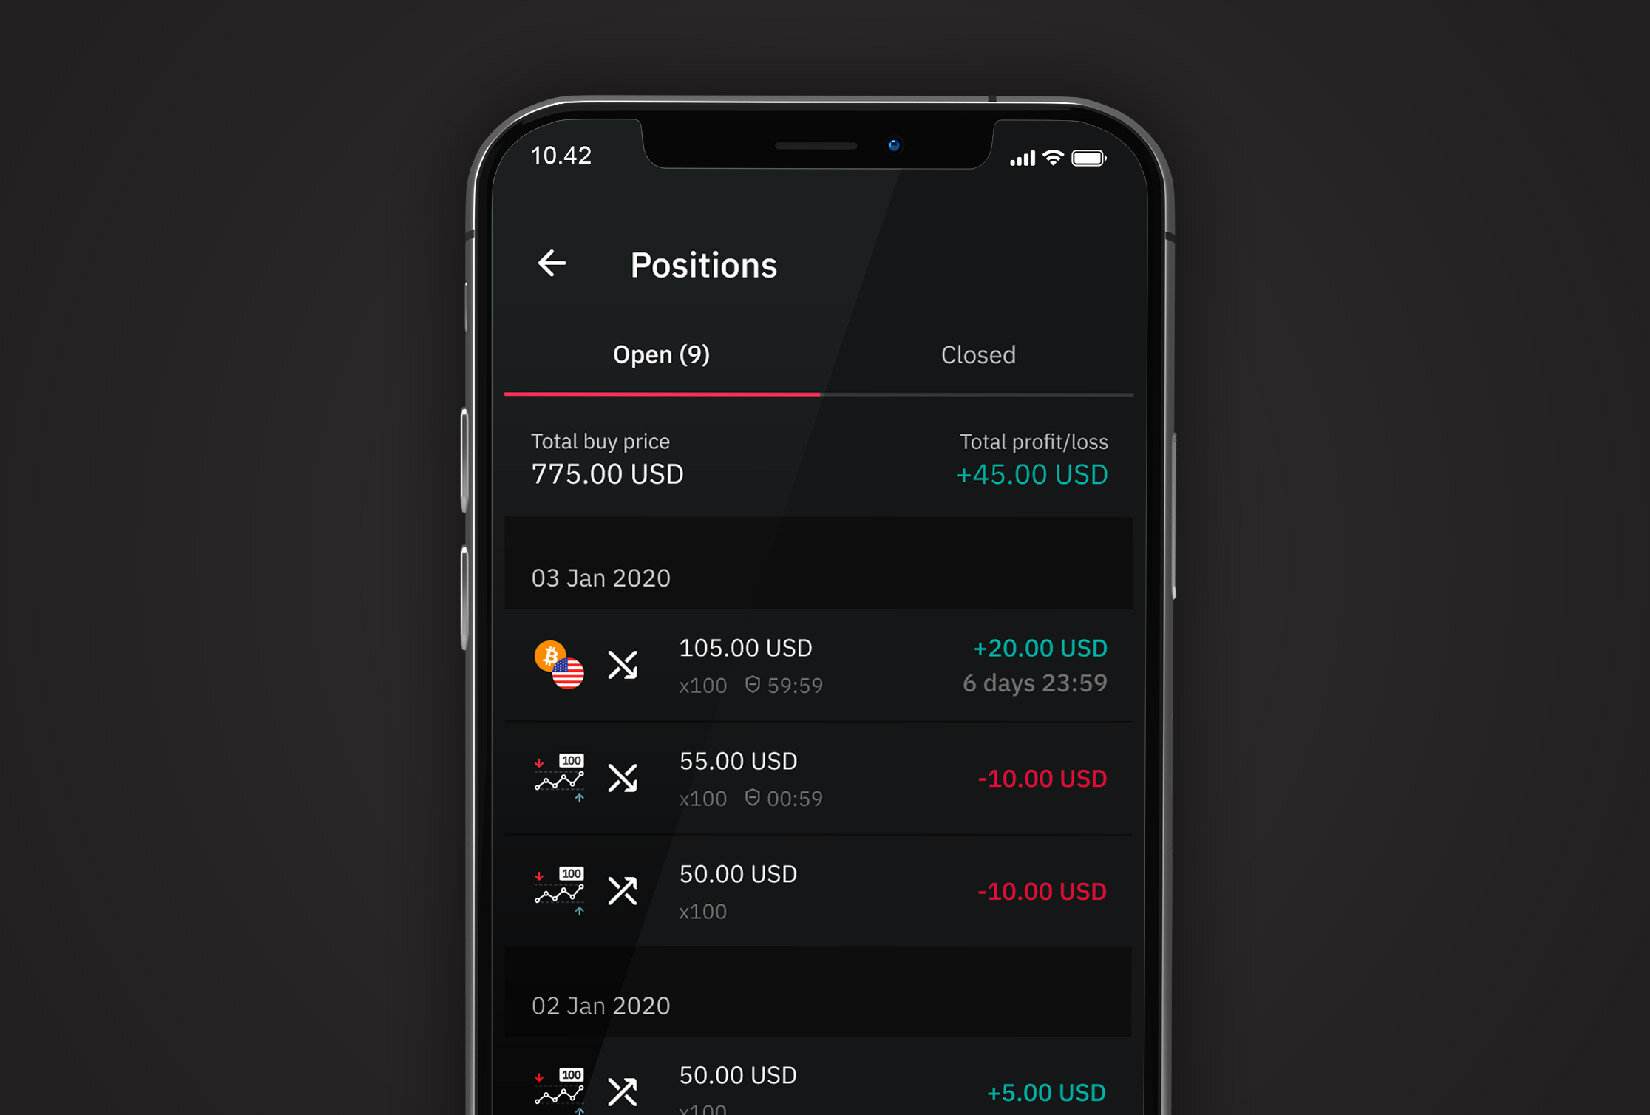 10.42
Positions
Open (9) Closed
Total buy price Total profit/loss
775.00 USD +45.00 USD
03 Jan 2020
105.00 USD +20.00 USD
x100 59:59 6 days 23:59
100 55.00 USD
-10.00 USD
x100 00:59
100 50.00 USD
-10.00 USD
x100
02 Jan 2020
100 50.00 USD
+5.00 USD
x100